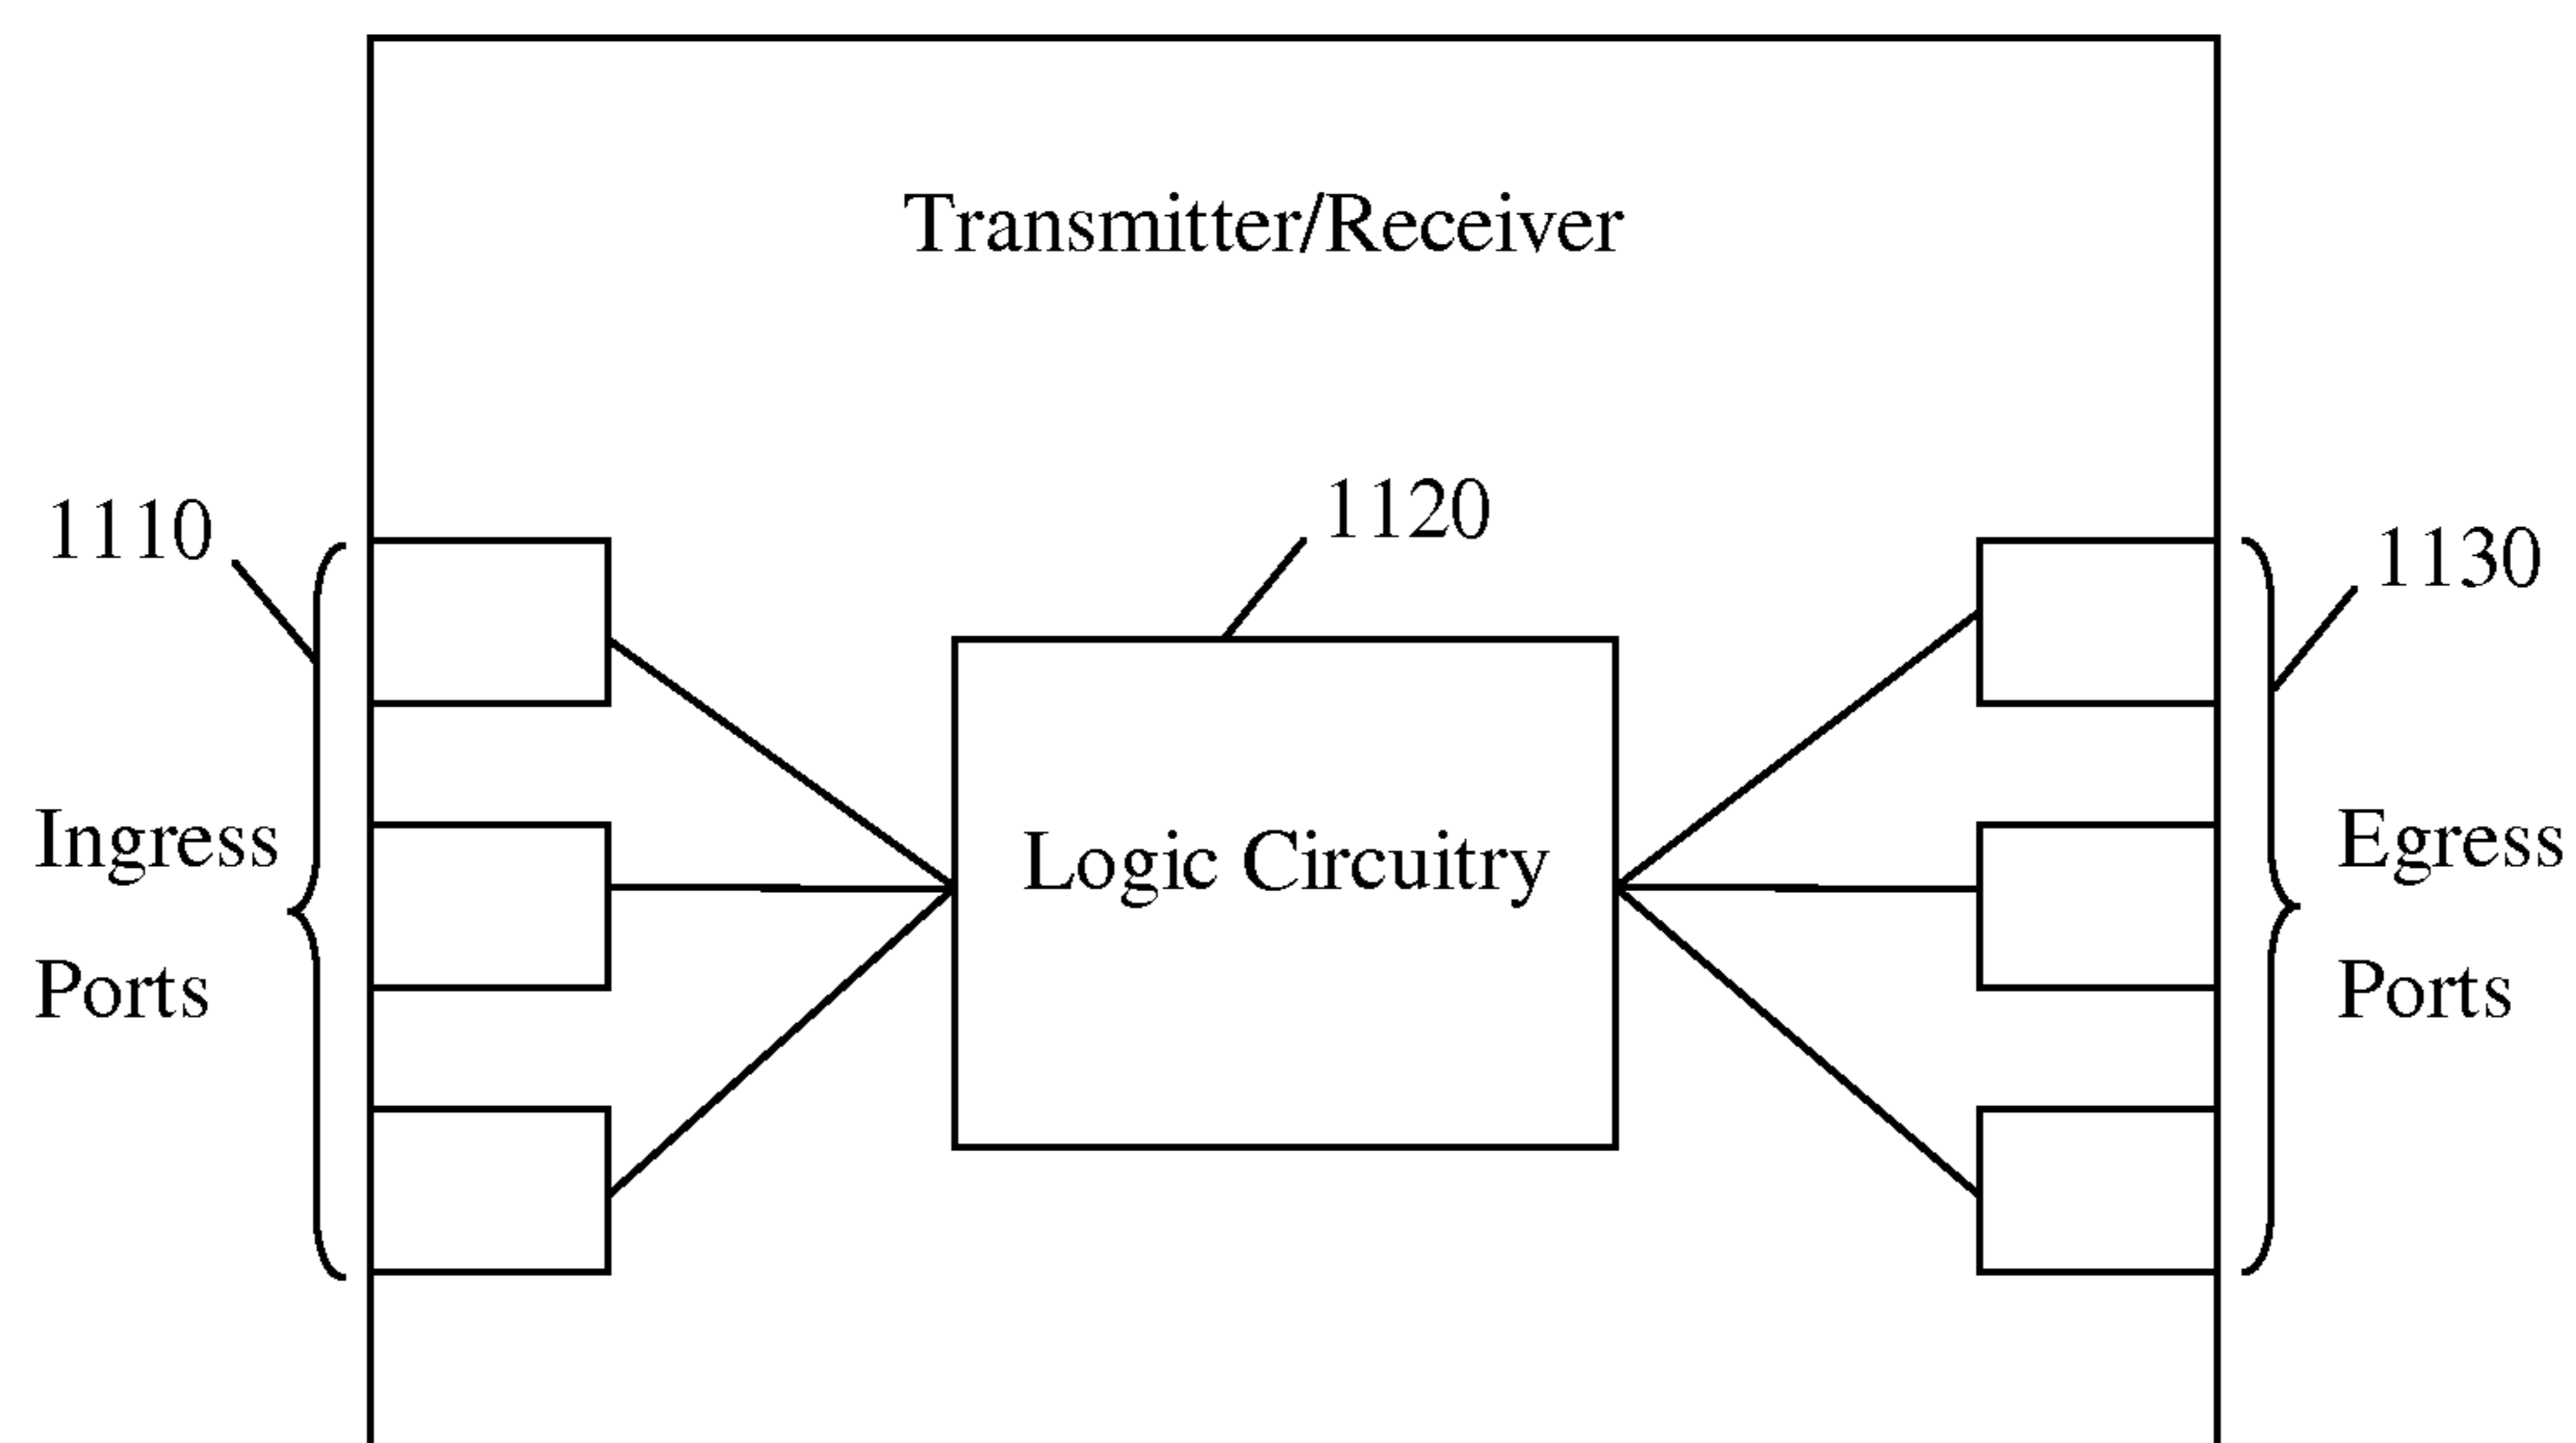 Transmitter/Receiver
1110
1120
1130
Ingress
Ports
Logic Circuitry
Egress
Ports